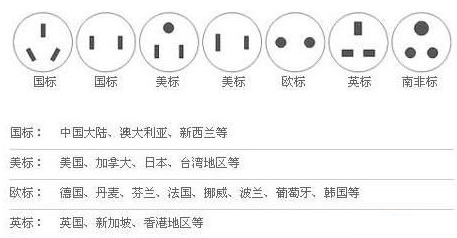 国标 国标 美标 美标 欧标 英标 南非标
国标： 中国大陆、澳大利亚、新西兰等
美标： 美国、加拿大、日本、台湾地区等
欧标： 德国、丹麦、芬兰、法国、挪威、波兰、葡萄牙、韩国等
英标： 英国、新加坡、香港地区等